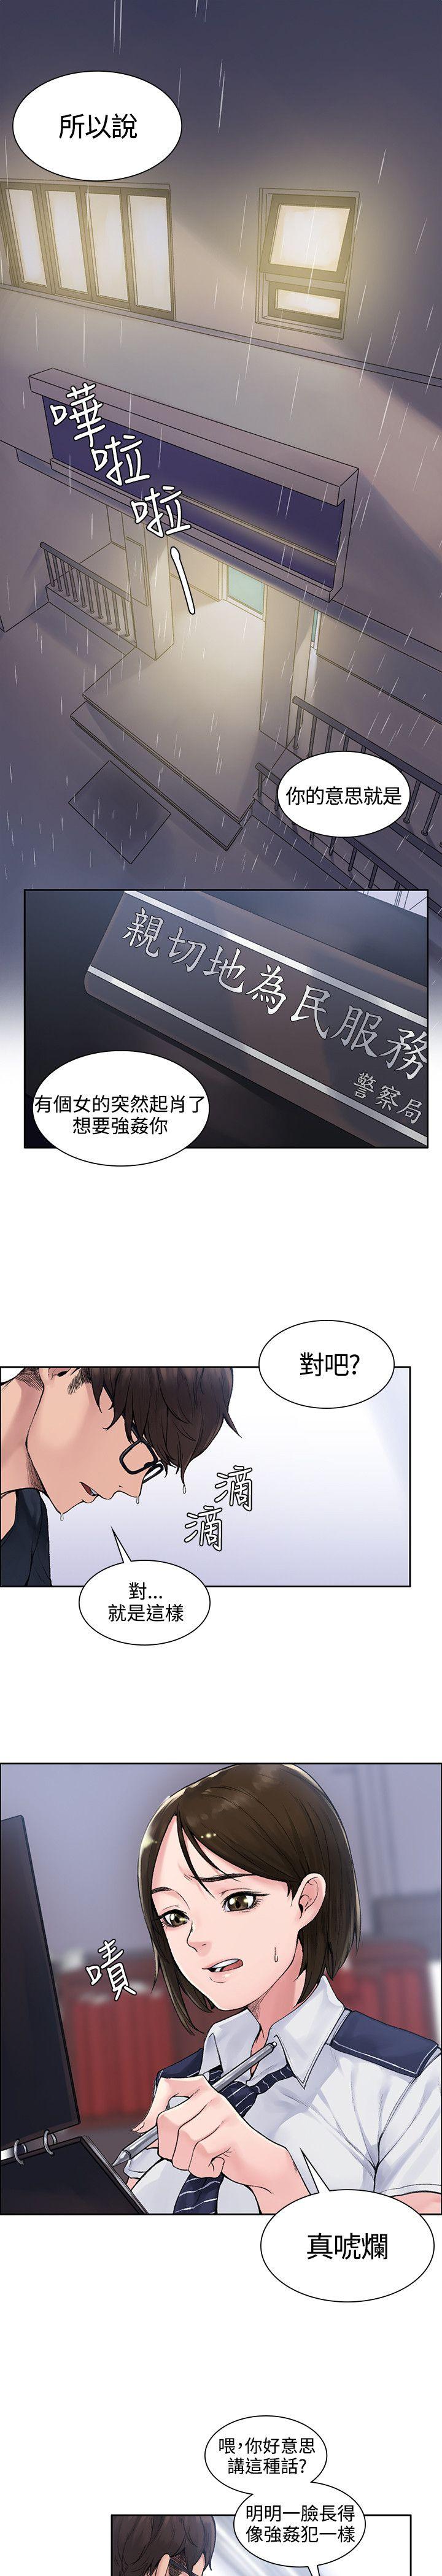 所以說
嘩啦啦
你的意思就是
親切地為民服務
警察局
有個女的突然起肖了
想要強姦你
對吧?
滴滴
對...
就是這樣
嘖
真唬爛
喂,你好意思
講這種話?
明明一臉長得
像強姦犯一樣